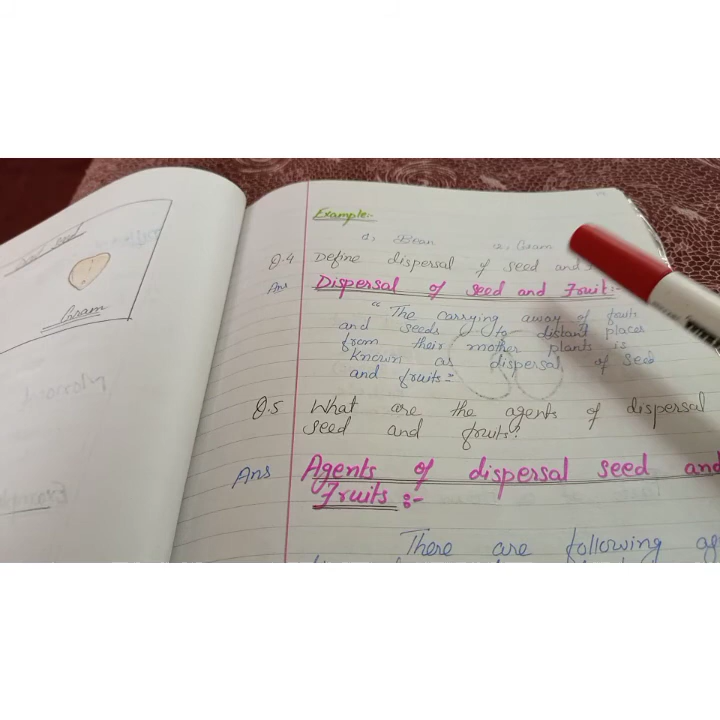 Gram
Example:-
a, Bean
a, Gram
Q.4 Define dispersal of seed and
Ans Dispersal of seed and Fruit:-
" The carrying away of fruits
and seeds to distant places
from their mother plants is
known as dispersal of seed
and fruits="
Q.5 What are the agents of dispersal
seed and fruits?
Ans Agents of dispersal seed and
Fruits :-
There are following ag